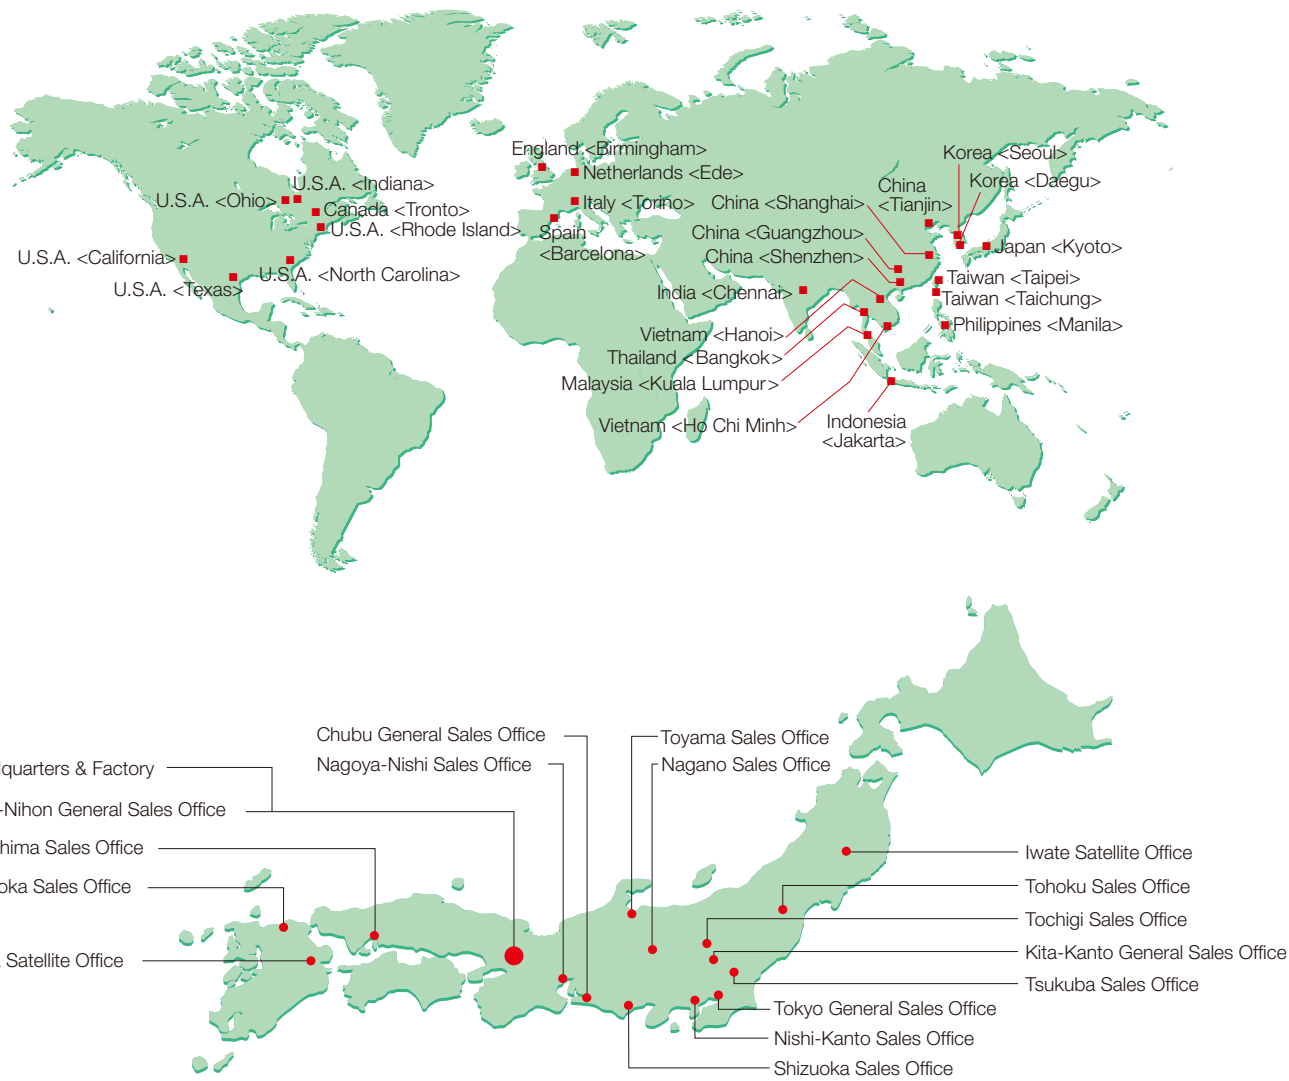 England <Birmingham>
Netherlands <Ede>
Korea <Seoul>
Korea <Daegu>
U.S.A. <Indiana>
U.S.A. <Ohio>
Canada <Tronto>
U.S.A. <Rhode Island>
Italy <Torino>
China <Shanghai>
China
<Tianjin>
Spain
<Barcelona>
China <Guangzhou>
China <Shenzhen>
Japan <Kyoto>
U.S.A. <California>
U.S.A. <North Carolina>
U.S.A. <Texas>
India <Chennai>
Taiwan <Taipei>
Taiwan <Taichung>
Philippines <Manila>
Vietnam <Hanoi>
Thailand <Bangkok>
Malaysia <Kuala Lumpur>
Vietnam <Ho Chi Minh>
Indonesia
<Jakarta>
Chubu General Sales Office
Nagoya-Nishi Sales Office
Toyama Sales Office
Nagano Sales Office
dquarters & Factory
-Nihon General Sales Office
hima Sales Office
oka Sales Office
Satellite Office
Iwate Satellite Office
Tohoku Sales Office
Tochigi Sales Office
Kita-Kanto General Sales Office
Tsukuba Sales Office
Tokyo General Sales Office
Nishi-Kanto Sales Office
Shizuoka Sales Office